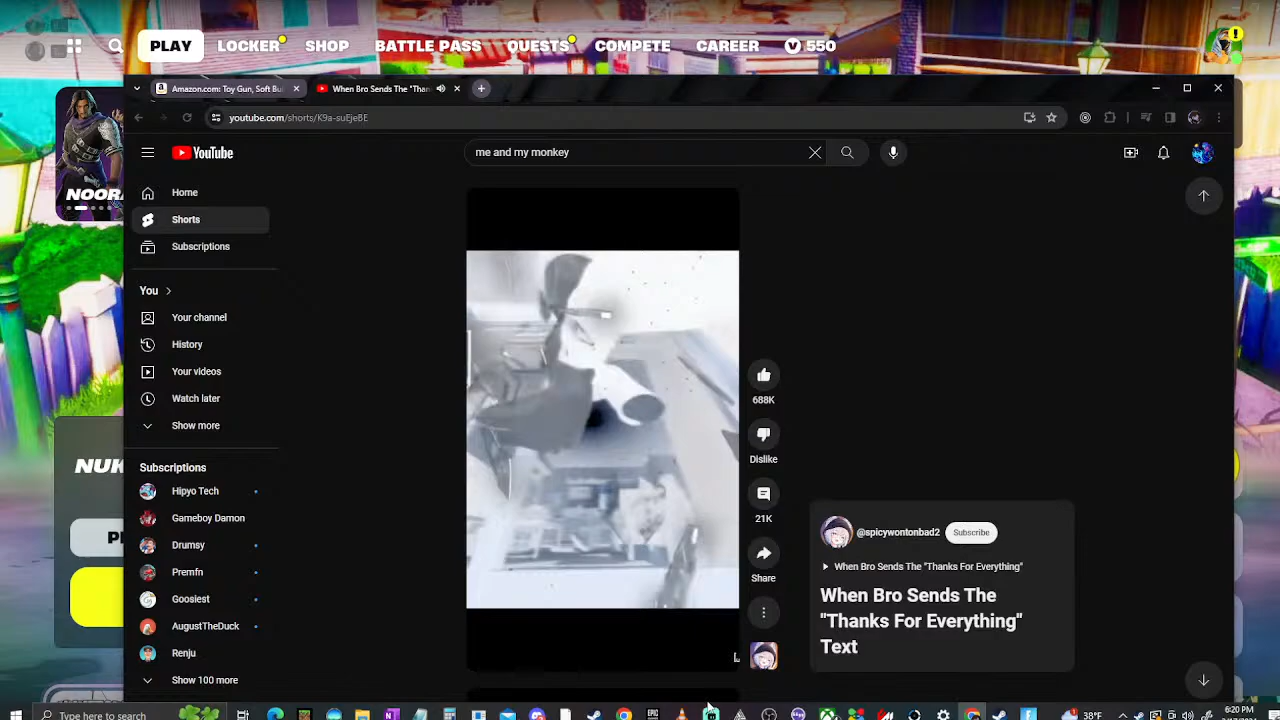 PLAY LOCKER SHOP BATTLE PASS QUESTS COMPETE CAREER V 550
Amazon.com: Toy Gun, Soft Bul
When Bro Sends The "Than
youtube.com/shorts/K9a-suEjeBE
YouTube
me and my monkey
Home
NOOR
Shorts
Subscriptions
You
Your channel
History
Your videos
Watch later
Show more
688K
Dislike
21K
Share
Subscriptions
Hipyo Tech
Gameboy Damon
Drumsy
Premfn
Goosiest
AugustTheDuck
Renju
Show 100 more
NUK
@spicywontonbad2 Subscribe
When Bro Sends The "Thanks For Everything"
When Bro Sends The
"Thanks For Everything"
Text
Type here to search
38°F
6:20 PM